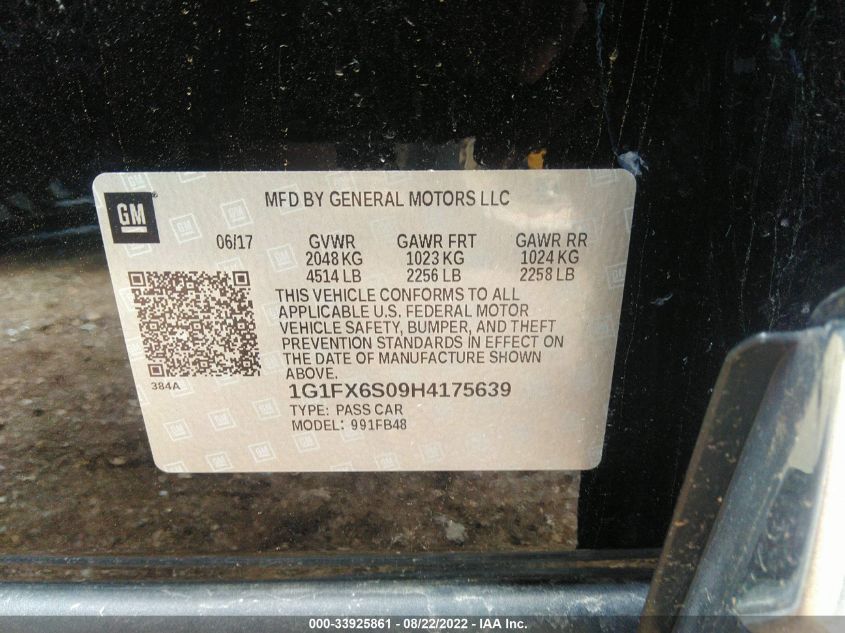 GM
MFD BY GENERAL MOTORS LLC
06/17 GVWR GAWR FRT GAWR RR
2048 KG 1023 KG 1024 KG
4514 LB 2256 LB 2258 LB
THIS VEHICLE CONFORMS TO ALL
APPLICABLE U.S. FEDERAL MOTOR
VEHICLE SAFETY, BUMPER, AND THEFT
PREVENTION STANDARDS IN EFFECT ON
THE DATE OF MANUFACTURE SHOWN
ABOVE.
384A
1G1FX6S09H4175639
TYPE: PASS CAR
MODEL: 991FB48
000-33925861 - 08/22/2022 - IAA Inc.